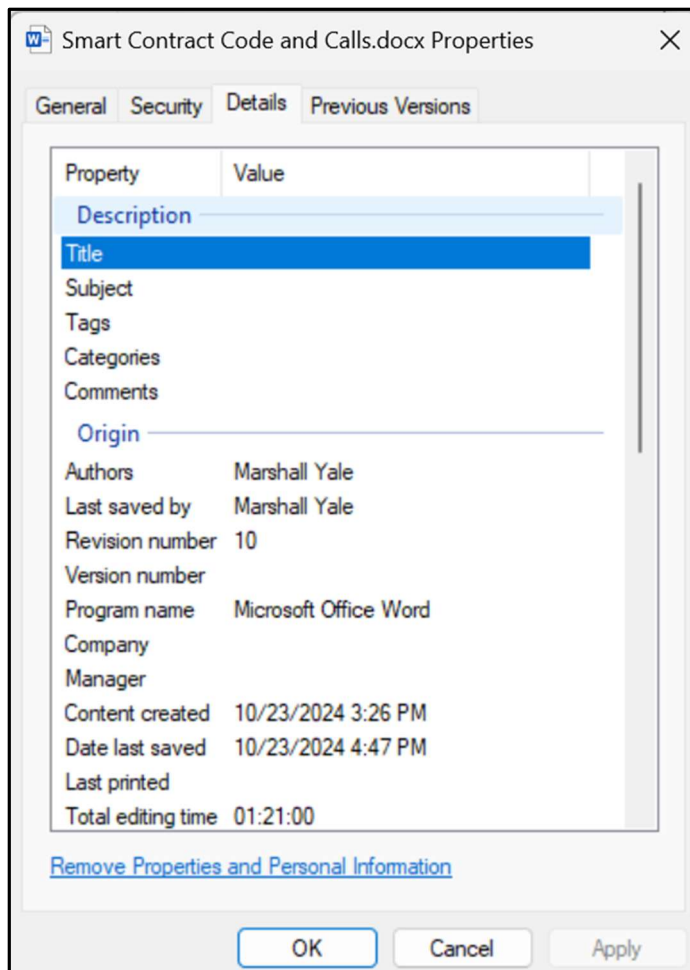 Smart Contract Code and Calls.docx Properties
General Security Details Previous Versions
Property Value
Description
Title
Subject
Tags
Categories
Comments
Origin
Authors Marshall Yale
Last saved by Marshall Yale
Revision number 10
Version number
Program name Microsoft Office Word
Company
Manager
Content created 10/23/2024 3:26 PM
Date last saved 10/23/2024 4:47 PM
Last printed
Total editing time 01:21:00
Remove Properties and Personal Information
OK Cancel Apply